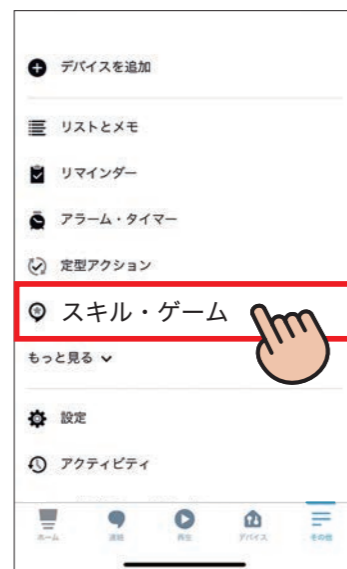 デバイスを追加
リストとメモ
リマインダー
アラーム・タイマー
定型アクション
スキル・ゲーム
もっと見る
設定
アクティビティ
ホーム 連絡 再生 デバイス その他